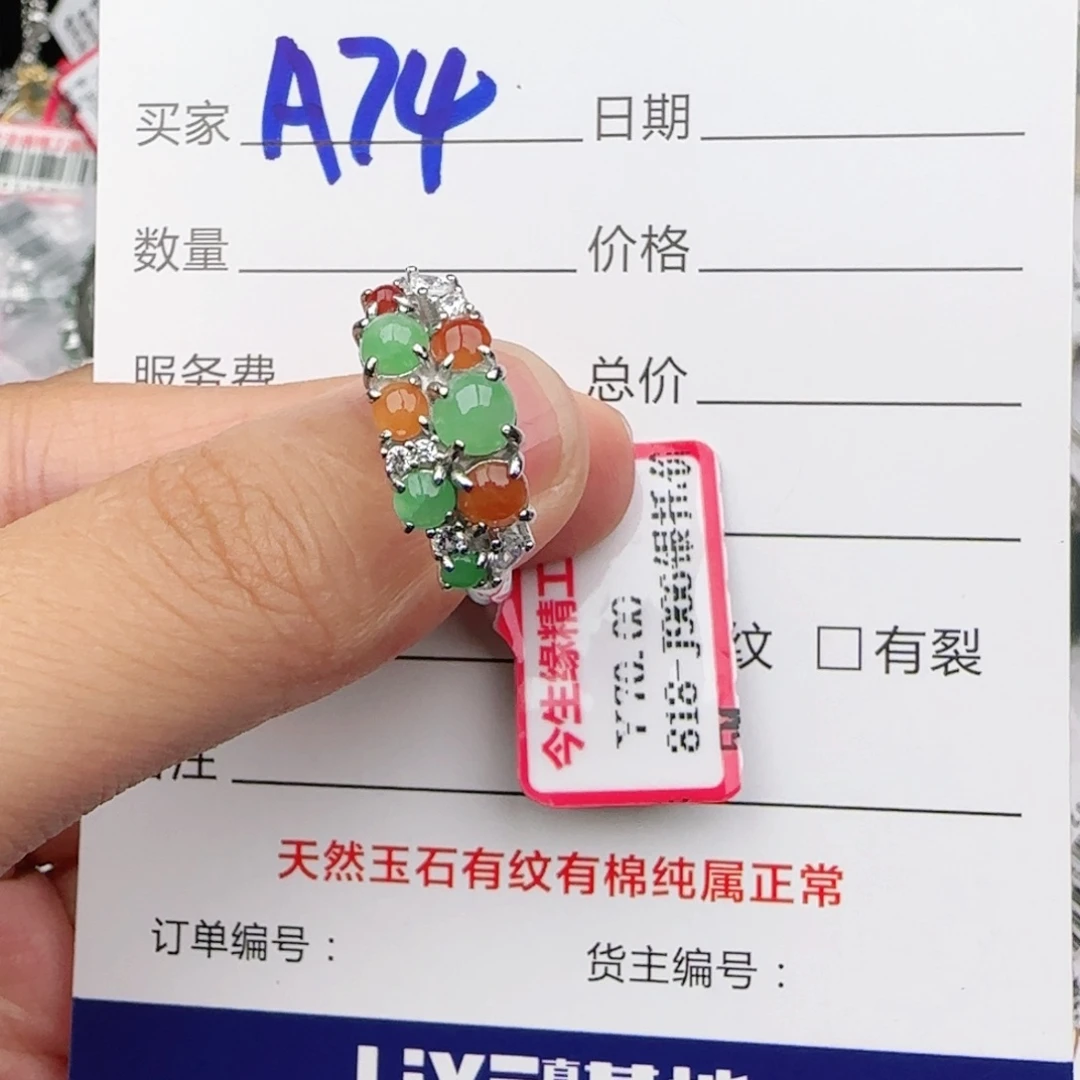 买家 A74 日期
数量 价格
服务费 总价
纹 □有裂
注
今生缘精工
Y70.00
天然玉石有纹有棉纯属正常
订单编号：
货主编号：